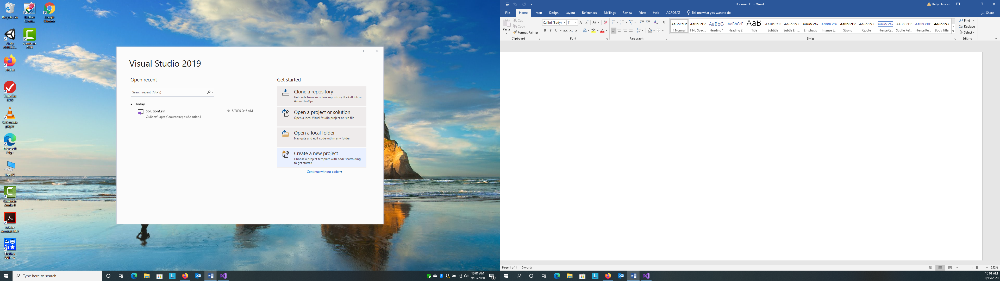 Recycle Bin
Brother
Creati...
Google
Chrome
Unity
2018.3.7...
Camtasia
2019
Firefox
TurboTax
2019
VLC media
player
Microsoft
Edge
This PC
Camtasia
Studio 8
Adobe
Acrobat 2017
Brother
Utilities
Visual Studio 2019
Open recent
Search recent (Alt+S)
Today
Solution1.sln
9/15/2020 9:46 AM
C:\Users\laptop\source\repos\Solution1
Get started
Clone a repository
Get code from an online repository like GitHub or
Azure DevOps
Open a project or solution
Open a local Visual Studio project or .sln file
Open a local folder
Navigate and edit code within any folder
Create a new project
Choose a project template with code scaffolding
to get started
Continue without code →
Type here to search
10:01 AM
9/15/2020
Document1 - Word
Kelly Hinson
File Home Insert Design Layout References Mailings Review View Help ACROBAT Tell me what you want to do Share
Paste
Cut
Copy
Format Painter
Clipboard
Calibri (Body) 11
Aa
B I U abc x₂ x²
Font
Paragraph
AaBbCcDc AaBbCcDc AaBbCc AaBbCcD AaB AaBbCcD AaBbCcDc AaBbCcDc AaBbCcDc AaBbCcDc AaBbCcDc AaBbCcDc AABBCCDC AABBCCDC AaBbCcDc
¶ Normal ¶ No Spac... Heading 1 Heading 2 Title Subtitle Subtle Em... Emphasis Intense E... Strong Quote Intense Q... Subtle Ref... Intense Re... Book Title
Styles
Find
Replace
Select
Editing
Page 1 of 1 0 words
252%
10:01 AM
9/15/2020